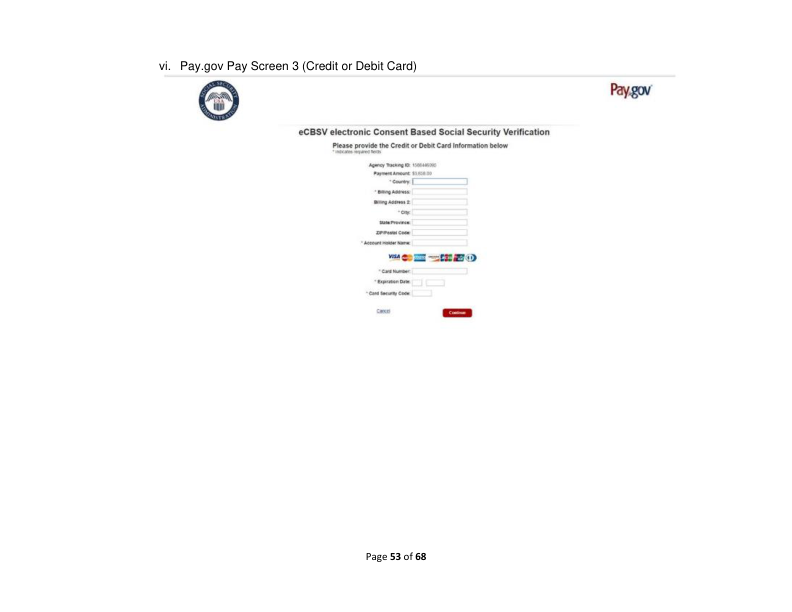 vi. Pay.gov Pay Screen 3 (Credit or Debit Card)
Pay.gov
eCBSV electronic Consent Based Social Security Verification
Please provide the Credit or Debit Card Information below
* indicates required fields
Agency Tracking ID:
Payment Amount:
* Country:
* Billing Address:
Billing Address 2:
* City:
State/Province:
ZIP/Postal Code:
* Account Holder Name:
VISA
* Card Number:
* Expiration Date:
* Card Security Code:
Cancel Continue
Page 53 of 68